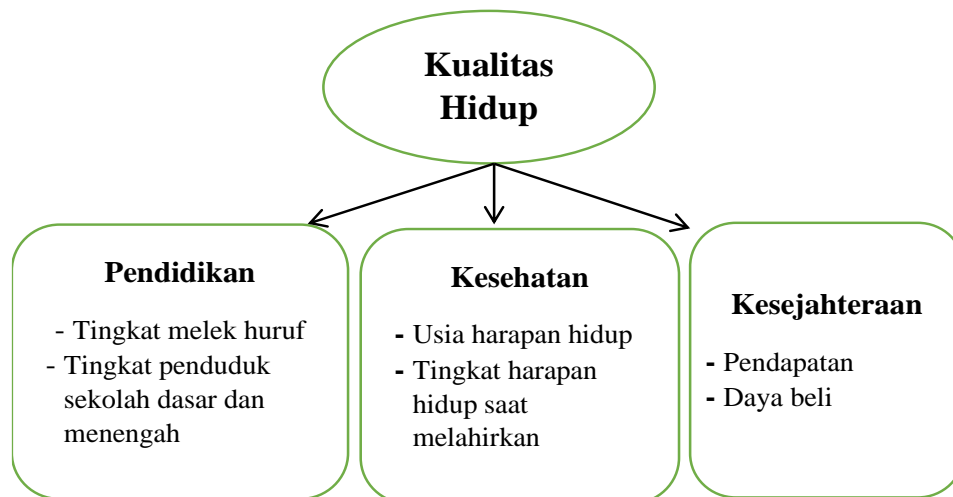 Kualitas
Hidup
Pendidikan
- Tingkat melek huruf
- Tingkat penduduk
sekolah dasar dan
menengah
Kesehatan
- Usia harapan hidup
- Tingkat harapan
hidup saat
melahirkan
Kesejahteraan
- Pendapatan
- Daya beli